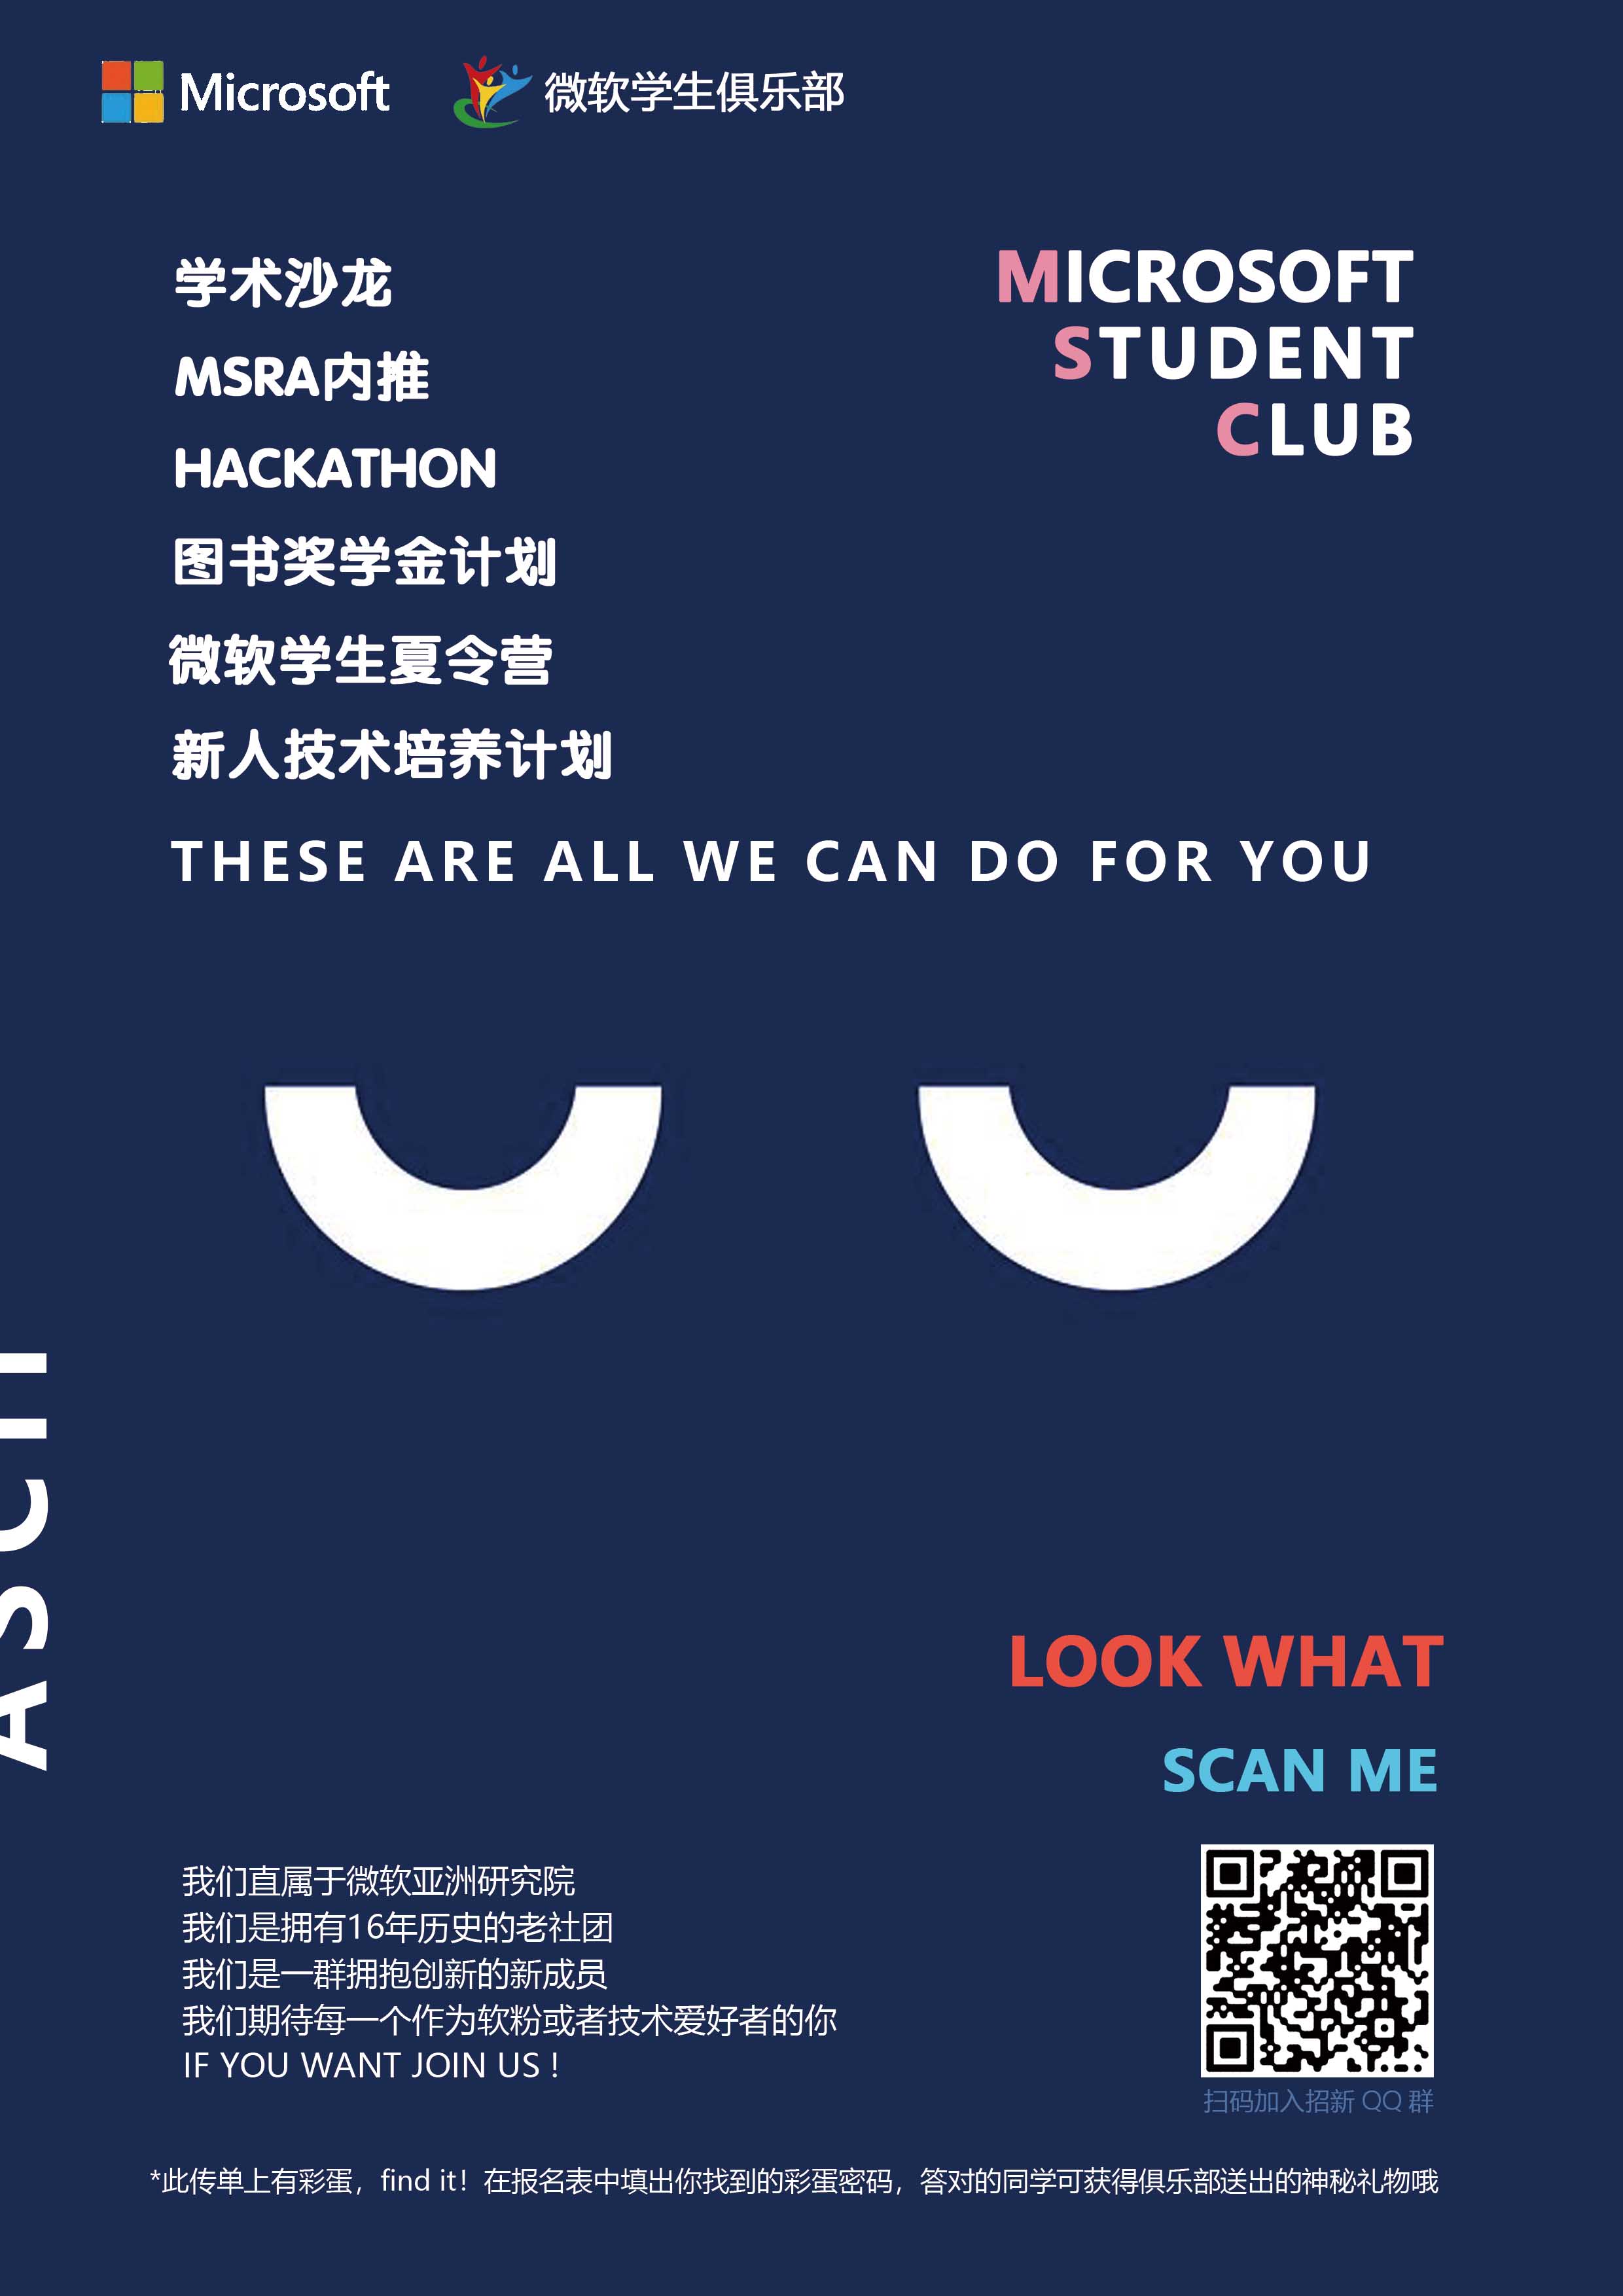 Microsoft 微软学生俱乐部
MICROSOFT
STUDENT
CLUB
学术沙龙
MSRA内推
HACKATHON
图书奖学金计划
微软学生夏令营
新人技术培养计划
THESE ARE ALL WE CAN DO FOR YOU
ASCII
LOOK WHAT
SCAN ME
我们直属于微软亚洲研究院
我们是拥有16年历史的老社团
我们是一群拥抱创新的新成员
我们期待每一个作为软粉或者技术爱好者的你
IF YOU WANT JOIN US !
扫码加入招新 QQ 群
*此传单上有彩蛋，find it！在报名表中填出你找到的彩蛋密码，答对的同学可获得俱乐部送出的神秘礼物哦